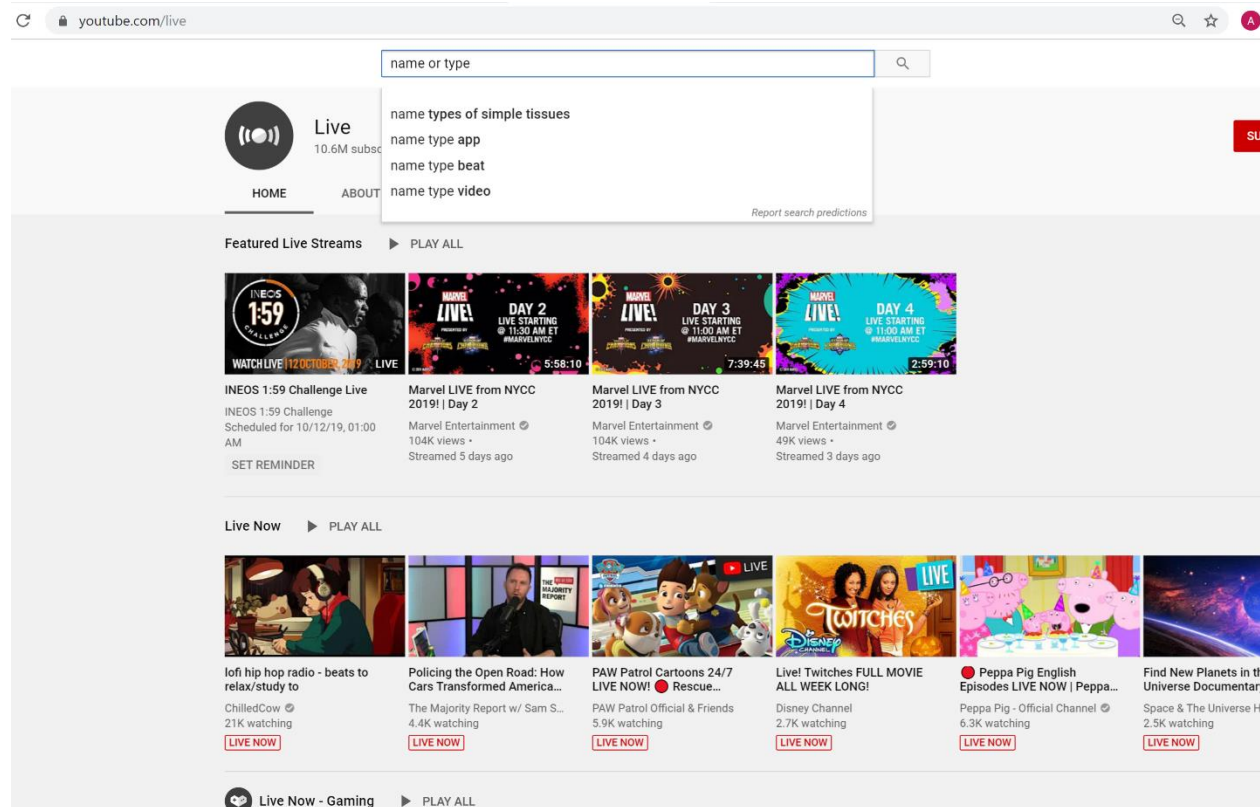 youtube.com/live
A
name or type
name types of simple tissues
name type app
name type beat
name type video
Report search predictions
Live
10.6M subsc
SU
HOME ABOUT
Featured Live Streams PLAY ALL
INEOS
1:59
CHALLENGE
WATCH LIVE 12 OCTOBER 2019 LIVE
MARVEL
LIVE!
DAY 2
LIVE STARTING
@ 11:30 AM ET
#MARVELNYCC
5:58:10
MARVEL
LIVE!
DAY 3
LIVE STARTING
@ 11:00 AM ET
#MARVELNYCC
7:39:45
MARVEL
LIVE!
DAY 4
LIVE STARTING
@ 11:00 AM ET
#MARVELNYCC
2:59:10
INEOS 1:59 Challenge Live
INEOS 1:59 Challenge
Scheduled for 10/12/19, 01:00
AM
SET REMINDER
Marvel LIVE from NYCC
2019! | Day 2
Marvel Entertainment
104K views •
Streamed 5 days ago
Marvel LIVE from NYCC
2019! | Day 3
Marvel Entertainment
104K views •
Streamed 4 days ago
Marvel LIVE from NYCC
2019! | Day 4
Marvel Entertainment
49K views •
Streamed 3 days ago
Live Now PLAY ALL
THE
MAJORITY
REPORT
LIVE
TWITCHES
DISNEY
CHANNEL
LIVE
lofi hip hop radio - beats to
relax/study to
ChilledCow
21K watching
LIVE NOW
Policing the Open Road: How
Cars Transformed America...
The Majority Report w/ Sam S...
4.4K watching
LIVE NOW
PAW Patrol Cartoons 24/7
LIVE NOW! Rescue...
PAW Patrol Official & Friends
5.9K watching
LIVE NOW
Live! Twitches FULL MOVIE
ALL WEEK LONG!
Disney Channel
2.7K watching
LIVE NOW
Peppa Pig English
Episodes LIVE NOW | Peppa...
Peppa Pig - Official Channel
6.3K watching
LIVE NOW
Find New Planets in th
Universe Documentar
Space & The Universe H
2.5K watching
LIVE NOW
Live Now - Gaming PLAY ALL